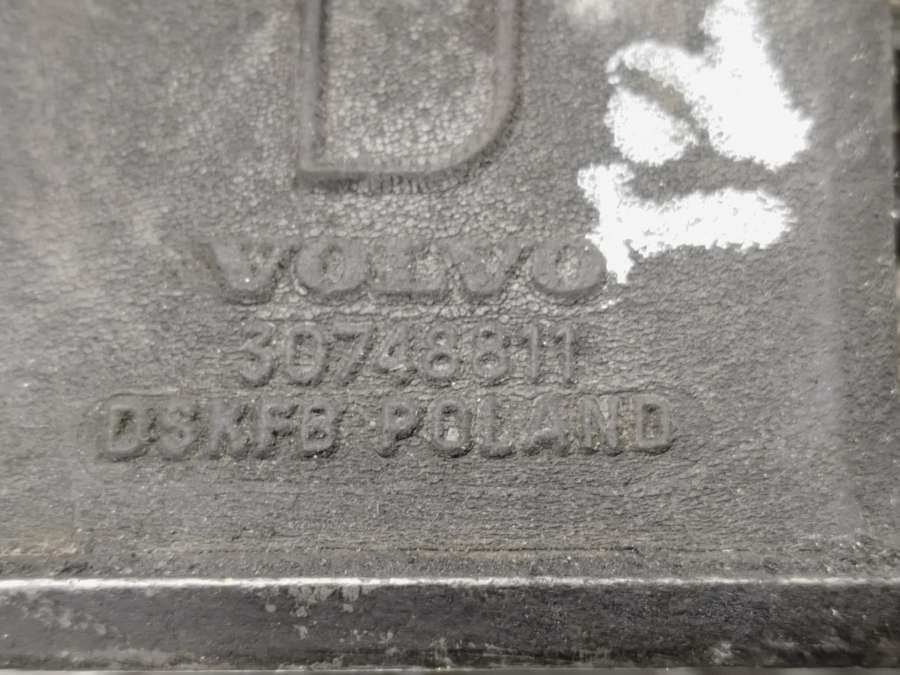 VOLVO
30748811
DSKFB POLAND